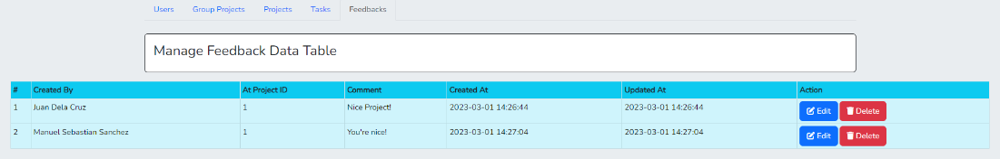 Users Group Projects Projects Tasks Feedbacks
Manage Feedback Data Table
# Created By At Project ID Comment Created At Updated At Action
1 Juan Dela Cruz 1 Nice Project! 2023-03-01 14:26:44 2023-03-01 14:26:44 Edit Delete
2 Manuel Sebastian Sanchez 1 You're nice! 2023-03-01 14:27:04 2023-03-01 14:27:04 Edit Delete